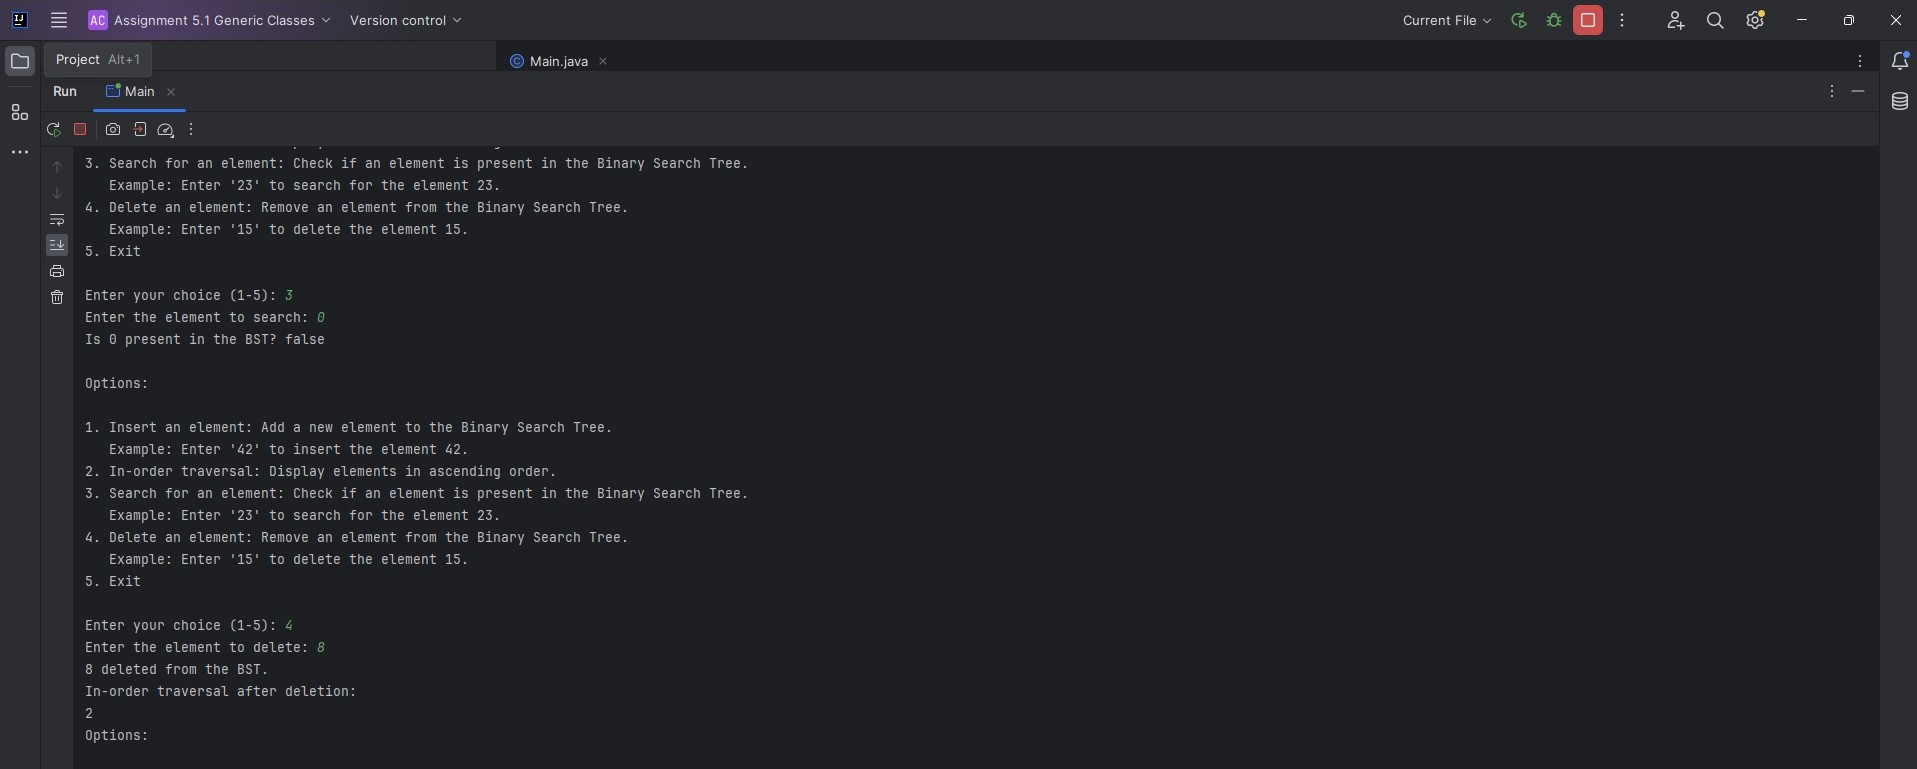 AC Assignment 5.1 Generic Classes Version control Current File
Project Alt+1
Main.java
Run Main
3. Search for an element: Check if an element is present in the Binary Search Tree.
Example: Enter '23' to search for the element 23.
4. Delete an element: Remove an element from the Binary Search Tree.
Example: Enter '15' to delete the element 15.
5. Exit
Enter your choice (1-5): 3
Enter the element to search: 0
Is 0 present in the BST? false
Options:
1. Insert an element: Add a new element to the Binary Search Tree.
Example: Enter '42' to insert the element 42.
2. In-order traversal: Display elements in ascending order.
3. Search for an element: Check if an element is present in the Binary Search Tree.
Example: Enter '23' to search for the element 23.
4. Delete an element: Remove an element from the Binary Search Tree.
Example: Enter '15' to delete the element 15.
5. Exit
Enter your choice (1-5): 4
Enter the element to delete: 8
8 deleted from the BST.
In-order traversal after deletion:
2
Options: